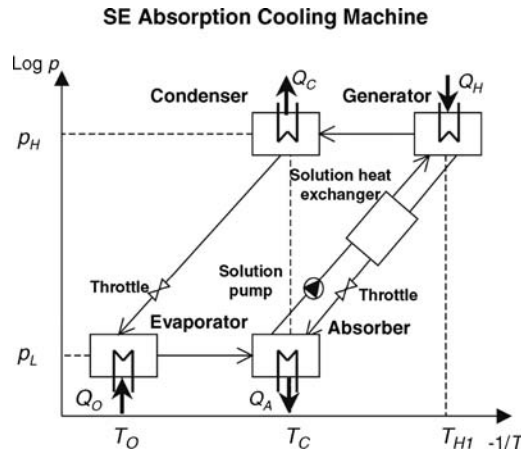 SE Absorption Cooling Machine
Log p
Q_C
Q_H
Condenser
Generator
p_H
Solution heat
exchanger
Throttle
Solution
pump
Throttle
Evaporator
Absorber
p_L
Q_O
Q_A
T_O
T_C
T_H1
-1/T